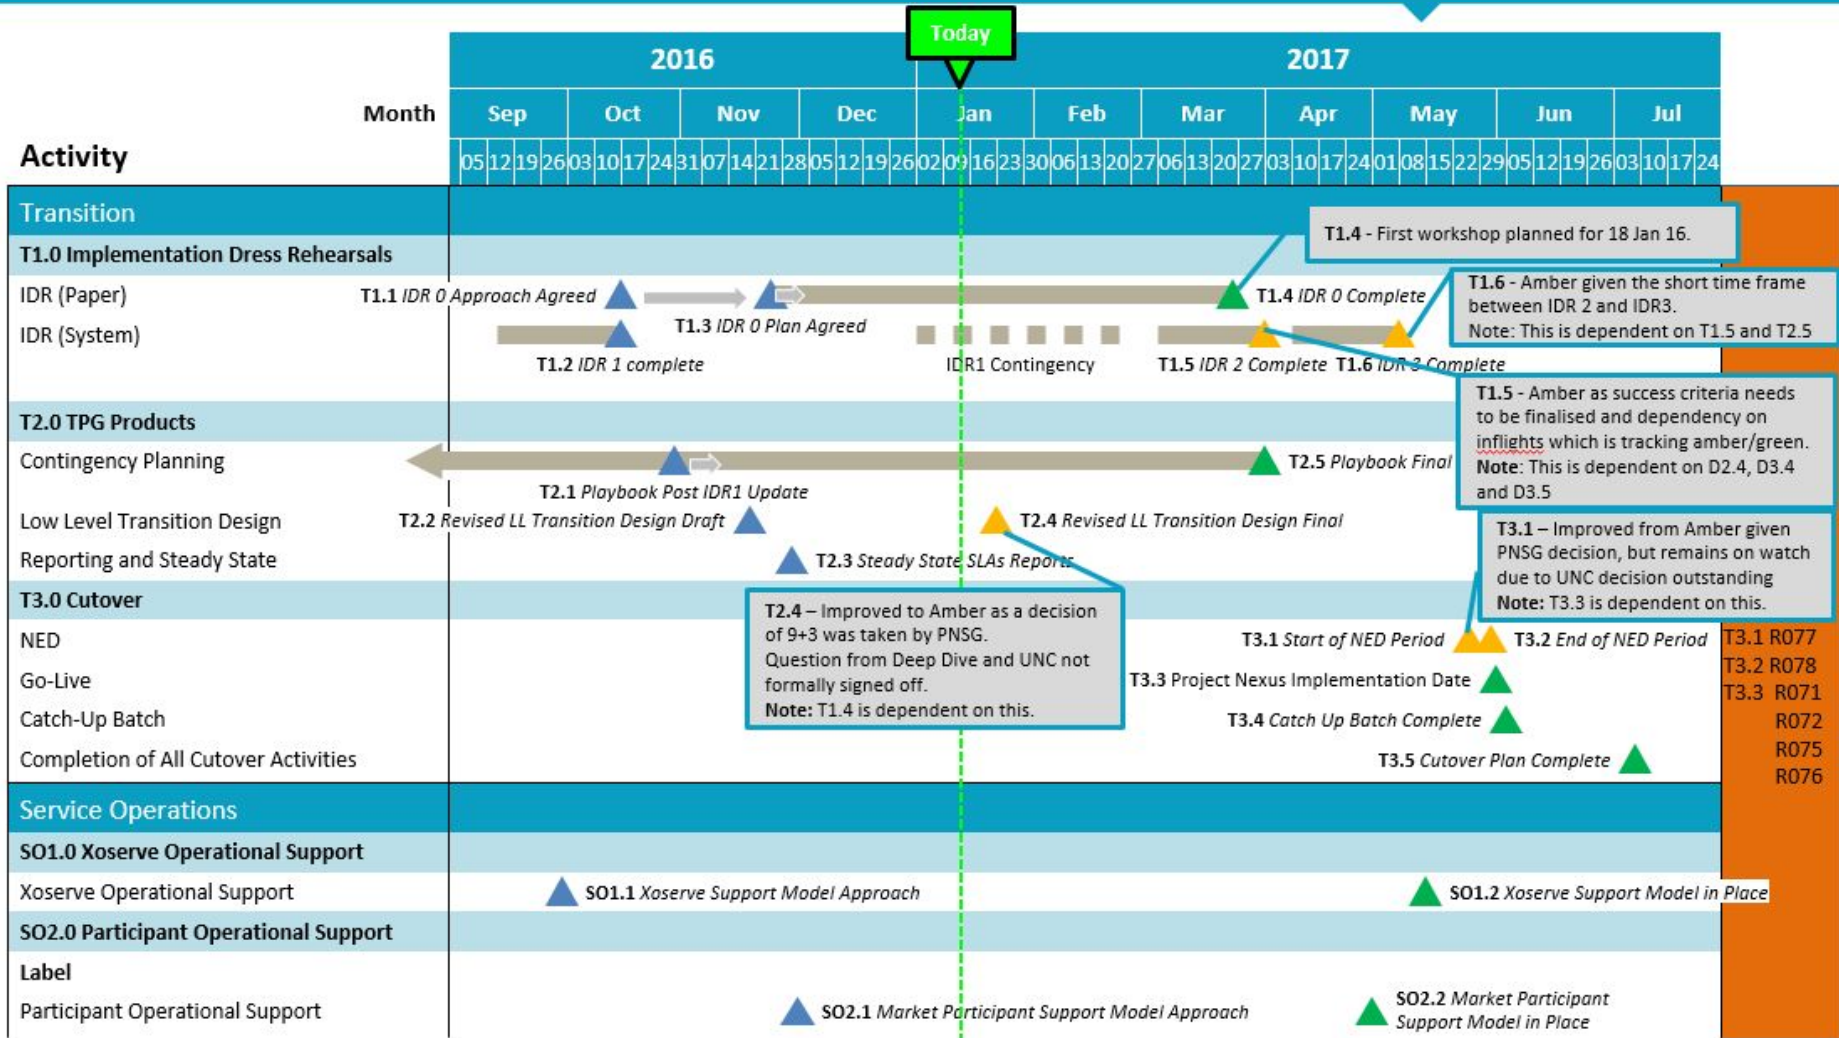 Today
2016 2017
Month Sep Oct Nov Dec Jan Feb Mar Apr May Jun Jul
Activity 05 12 19 26 03 10 17 24 31 07 14 21 28 05 12 19 26 02 09 16 23 30 06 13 20 27 06 13 20 27 03 10 17 24 01 08 15 22 29 05 12 19 26 03 10 17 24
Transition
T1.4 - First workshop planned for 18 Jan 16.
T1.0 Implementation Dress Rehearsals
IDR (Paper) T1.1 IDR 0 Approach Agreed T1.4 IDR 0 Complete
T1.3 IDR 0 Plan Agreed
T1.6 - Amber given the short time frame
between IDR 2 and IDR3.
Note: This is dependent on T1.5 and T2.5
IDR (System)
T1.2 IDR 1 complete IDR1 Contingency T1.5 IDR 2 Complete T1.6 IDR 3 Complete
T1.5 - Amber as success criteria needs
to be finalised and dependency on
inflights which is tracking amber/green.
Note: This is dependent on D2.4, D3.4
and D3.5
T2.0 TPG Products
Contingency Planning T2.5 Playbook Final
T2.1 Playbook Post IDR1 Update
Low Level Transition Design T2.2 Revised LL Transition Design Draft T2.4 Revised LL Transition Design Final
T3.1 – Improved from Amber given
PNSG decision, but remains on watch
due to UNC decision outstanding
Note: T3.3 is dependent on this.
Reporting and Steady State T2.3 Steady State SLAs Reports
T3.0 Cutover
T2.4 – Improved to Amber as a decision
of 9+3 was taken by PNSG.
Question from Deep Dive and UNC not
formally signed off.
Note: T1.4 is dependent on this.
NED T3.1 Start of NED Period T3.2 End of NED Period T3.1 R077
T3.2 R078
Go-Live T3.3 Project Nexus Implementation Date T3.3 R071
Catch-Up Batch T3.4 Catch Up Batch Complete R072
R075
Completion of All Cutover Activities T3.5 Cutover Plan Complete
R076
Service Operations
SO1.0 Xoserve Operational Support
Xoserve Operational Support SO1.1 Xoserve Support Model Approach SO1.2 Xoserve Support Model in Place
SO2.0 Participant Operational Support
Label
Participant Operational Support SO2.1 Market Participant Support Model Approach SO2.2 Market Participant
Support Model in Place